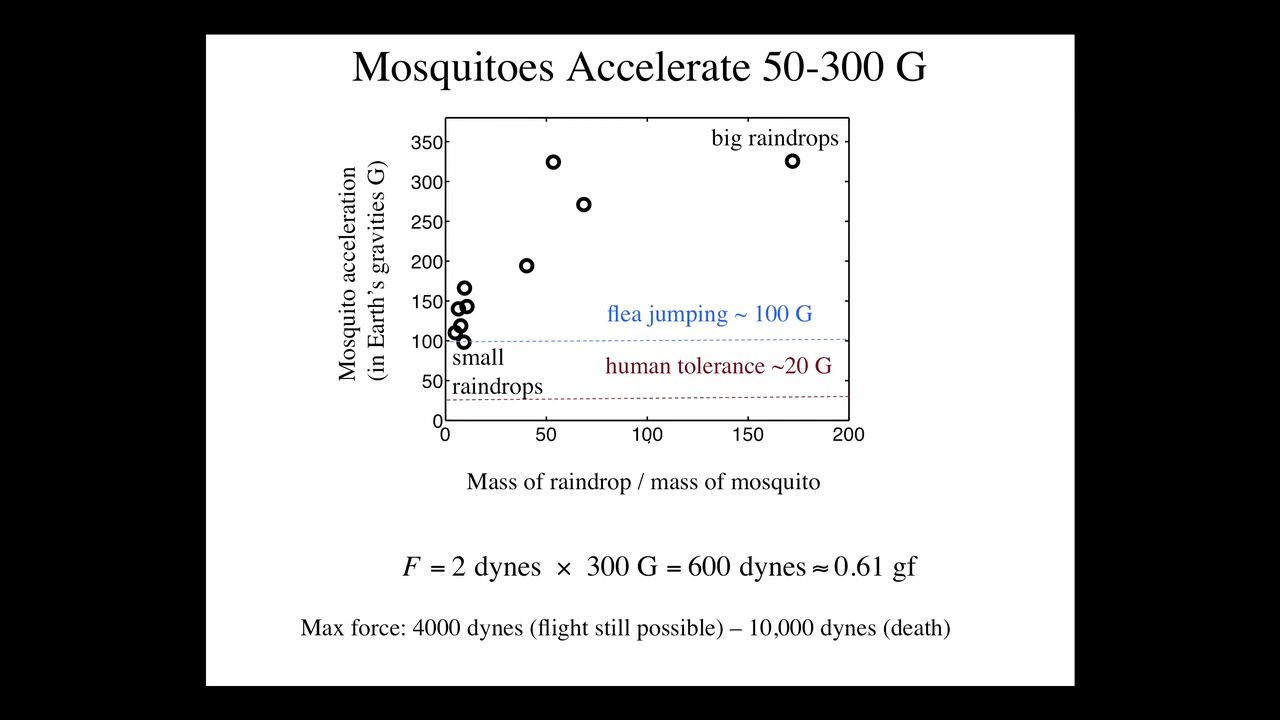 Mosquitoes Accelerate 50-300 G
Mosquito acceleration
(in Earth's gravities G)
350
300
250
200
150
100
50
0
big raindrops
flea jumping ~ 100 G
human tolerance ~20 G
small
raindrops
0 50 100 150 200
Mass of raindrop / mass of mosquito
F = 2 dynes × 300 G = 600 dynes ≈ 0.61 gf
Max force: 4000 dynes (flight still possible) – 10,000 dynes (death)